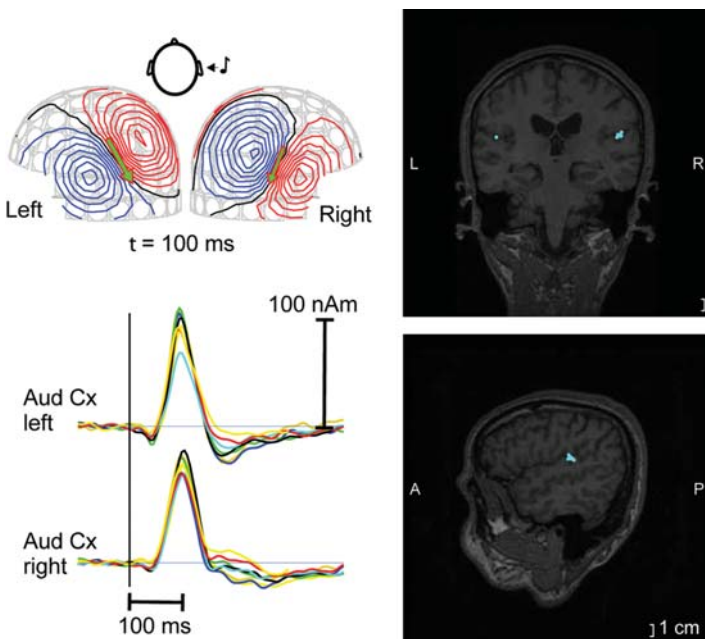 Left
Right
t = 100 ms
100 nAm
Aud Cx
left
Aud Cx
right
100 ms
L
R
A
P
1 cm